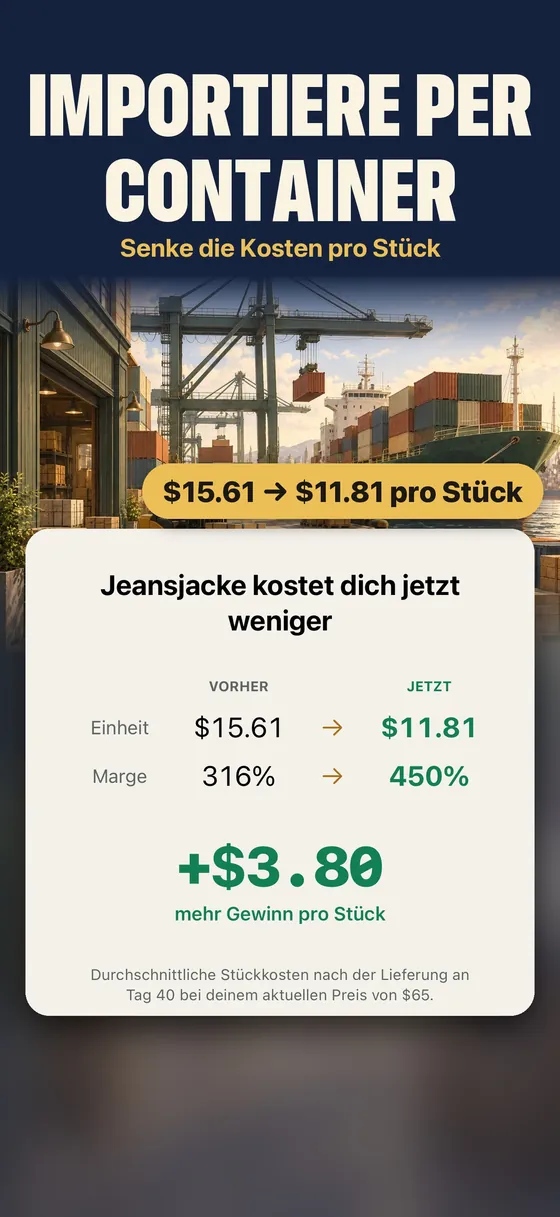 IMPORTIERE PER
CONTAINER
Senke die Kosten pro Stück
$15.61 → $11.81 pro Stück
Jeansjacke kostet dich jetzt
weniger
VORHER JETZT
Einheit $15.61 → $11.81
Marge 316% → 450%
+$3.80
mehr Gewinn pro Stück
Durchschnittliche Stückkosten nach der Lieferung an
Tag 40 bei deinem aktuellen Preis von $65.